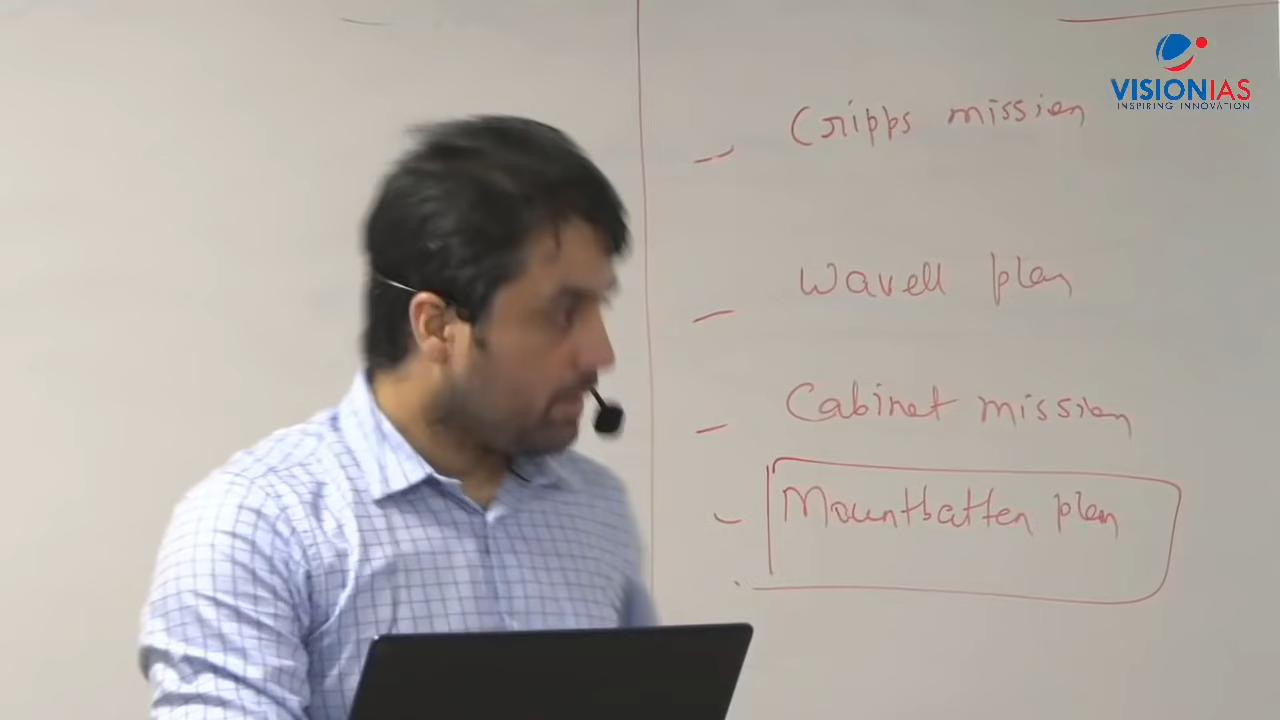 VISIONIAS
INSPIRING INNOVATION
Cripps mission
Wavell plan
Cabinet mission
Mountbatten plan